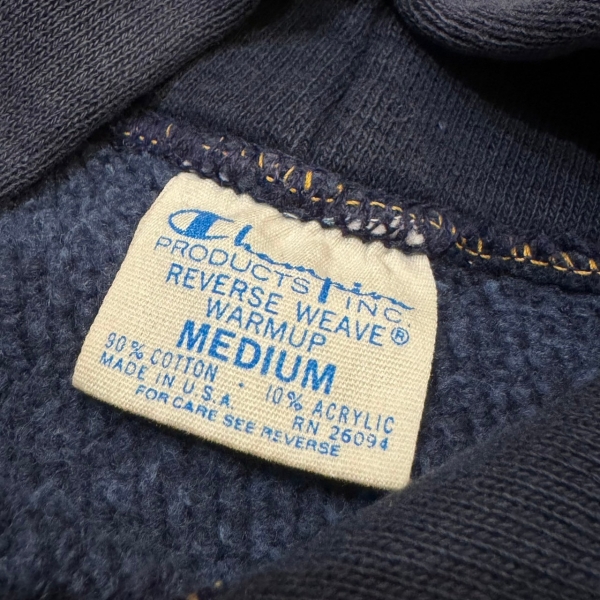 Champion
PRODUCTS INC.
REVERSE WEAVE®
WARMUP
MEDIUM
90% COTTON • 10% ACRYLIC
MADE IN U.S.A. RN 26094
FOR CARE SEE REVERSE